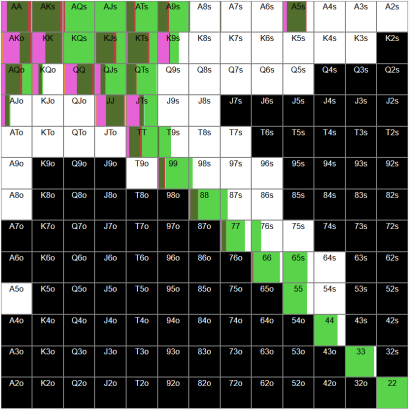 AA AKs AQs AJs ATs A9s A8s A7s A6s A5s A4s A3s A2s
AKo KK KQs KJs KTs K9s K8s K7s K6s K5s K4s K3s K2s
AQo KQo QQ QJs QTs Q9s Q8s Q7s Q6s Q5s Q4s Q3s Q2s
AJo KJo QJo JJ JTs J9s J8s J7s J6s J5s J4s J3s J2s
ATo KTo QTo JTo TT T9s T8s T7s T6s T5s T4s T3s T2s
A9o K9o Q9o J9o T9o 99 98s 97s 96s 95s 94s 93s 92s
A8o K8o Q8o J8o T8o 98o 88 87s 86s 85s 84s 83s 82s
A7o K7o Q7o J7o T7o 97o 87o 77 76s 75s 74s 73s 72s
A6o K6o Q6o J6o T6o 96o 86o 76o 66 65s 64s 63s 62s
A5o K5o Q5o J5o T5o 95o 85o 75o 65o 55 54s 53s 52s
A4o K4o Q4o J4o T4o 94o 84o 74o 64o 54o 44 43s 42s
A3o K3o Q3o J3o T3o 93o 83o 73o 63o 53o 43o 33 32s
A2o K2o Q2o J2o T2o 92o 82o 72o 62o 52o 42o 32o 22